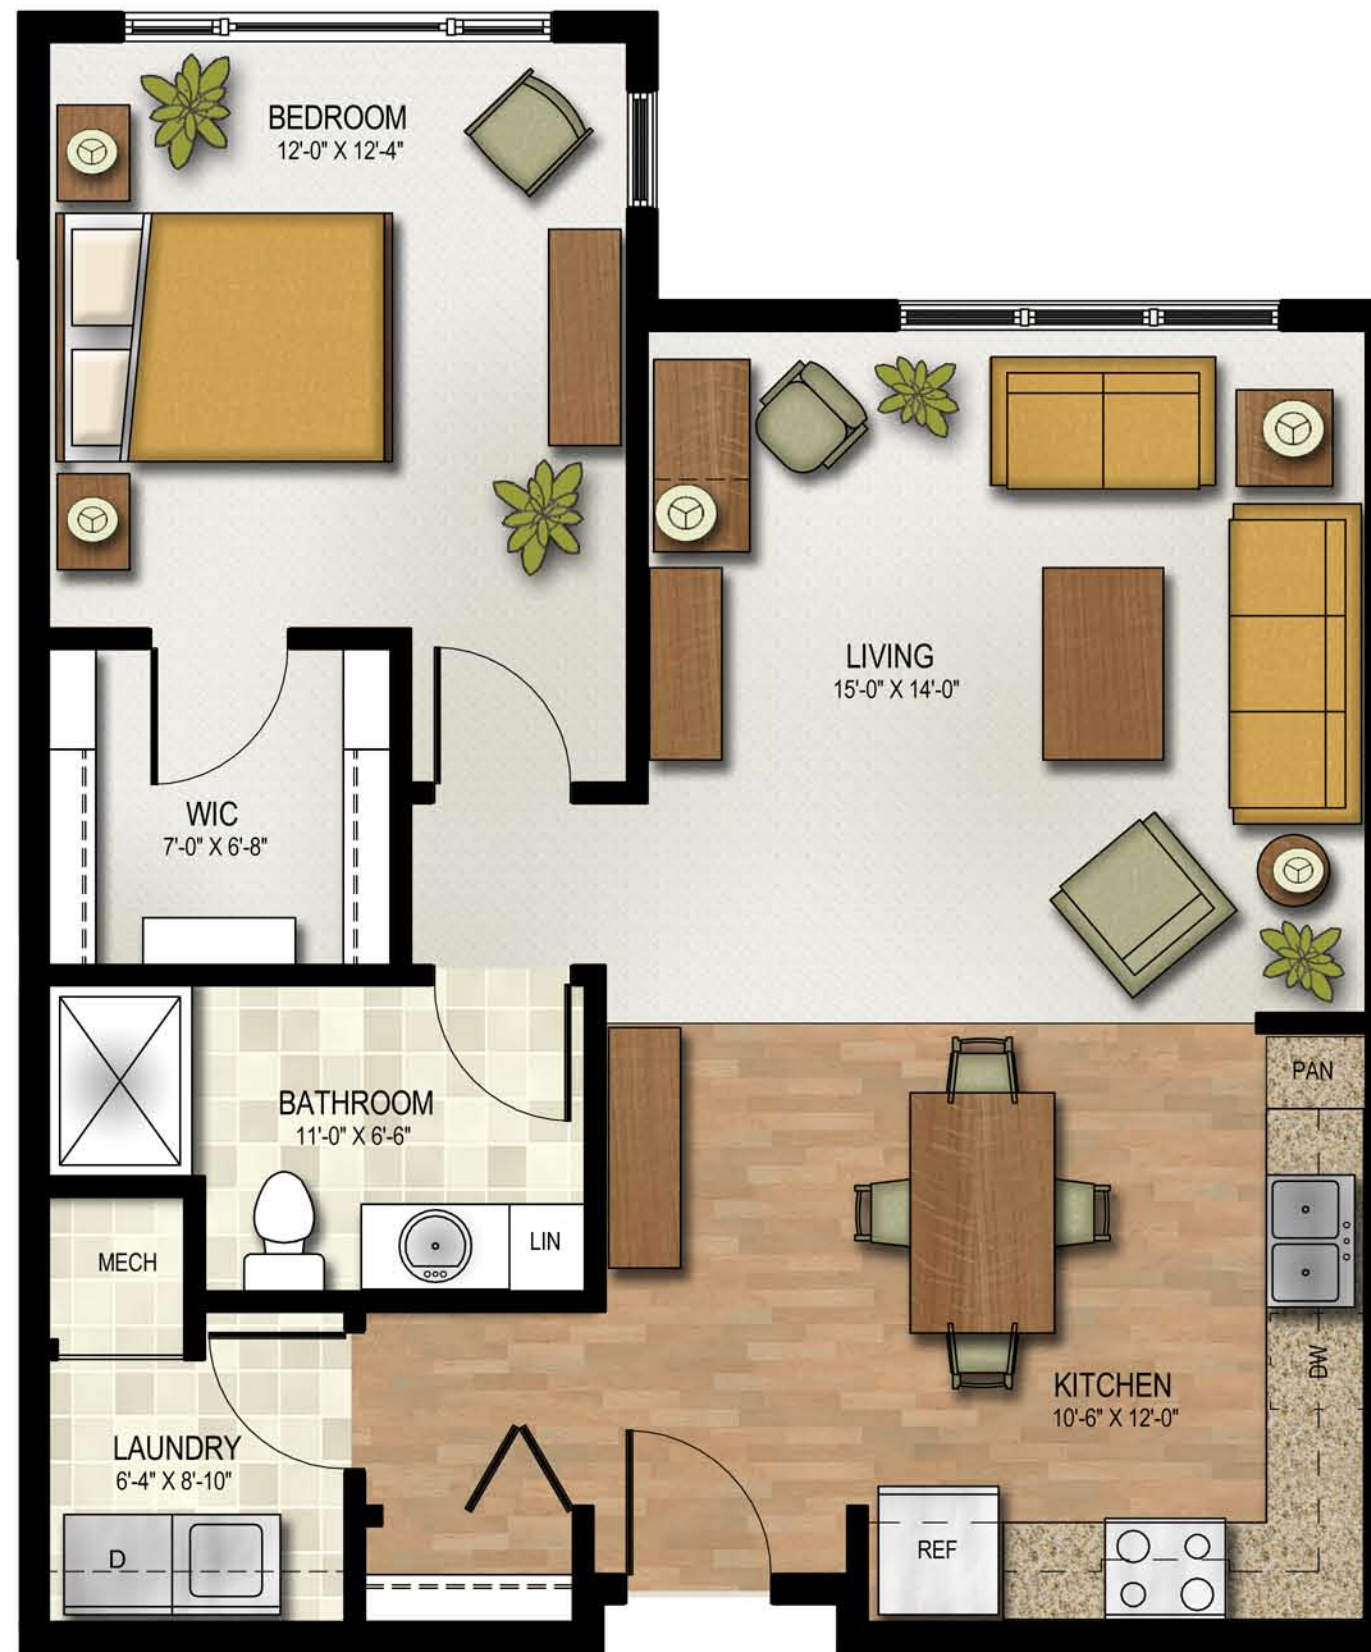 BEDROOM
12'-0" X 12'-4"
LIVING
15'-0" X 14'-0"
WIC
7'-0" X 6'-8"
BATHROOM
11'-0" X 6'-6"
PAN
LIN
MECH
DW
KITCHEN
10'-6" X 12'-0"
LAUNDRY
6'-4" X 8'-10"
D
REF